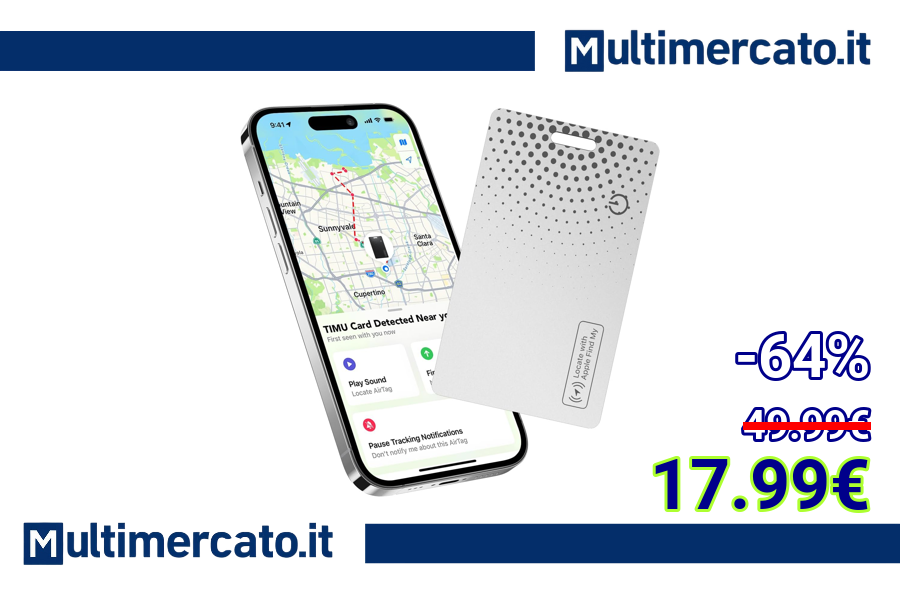 Multimercato.it
9:41
Mountain
View
Sunnyvale
Santa
Clara
Cupertino
TIMU Card Detected Near yo
First seen with you now
Play Sound
Locate AirTag
Fi
Pause Tracking Notifications
Don't notify me about this AirTag
Locate with
Apple Find My
-64%
49.99€
17.99€
Multimercato.it